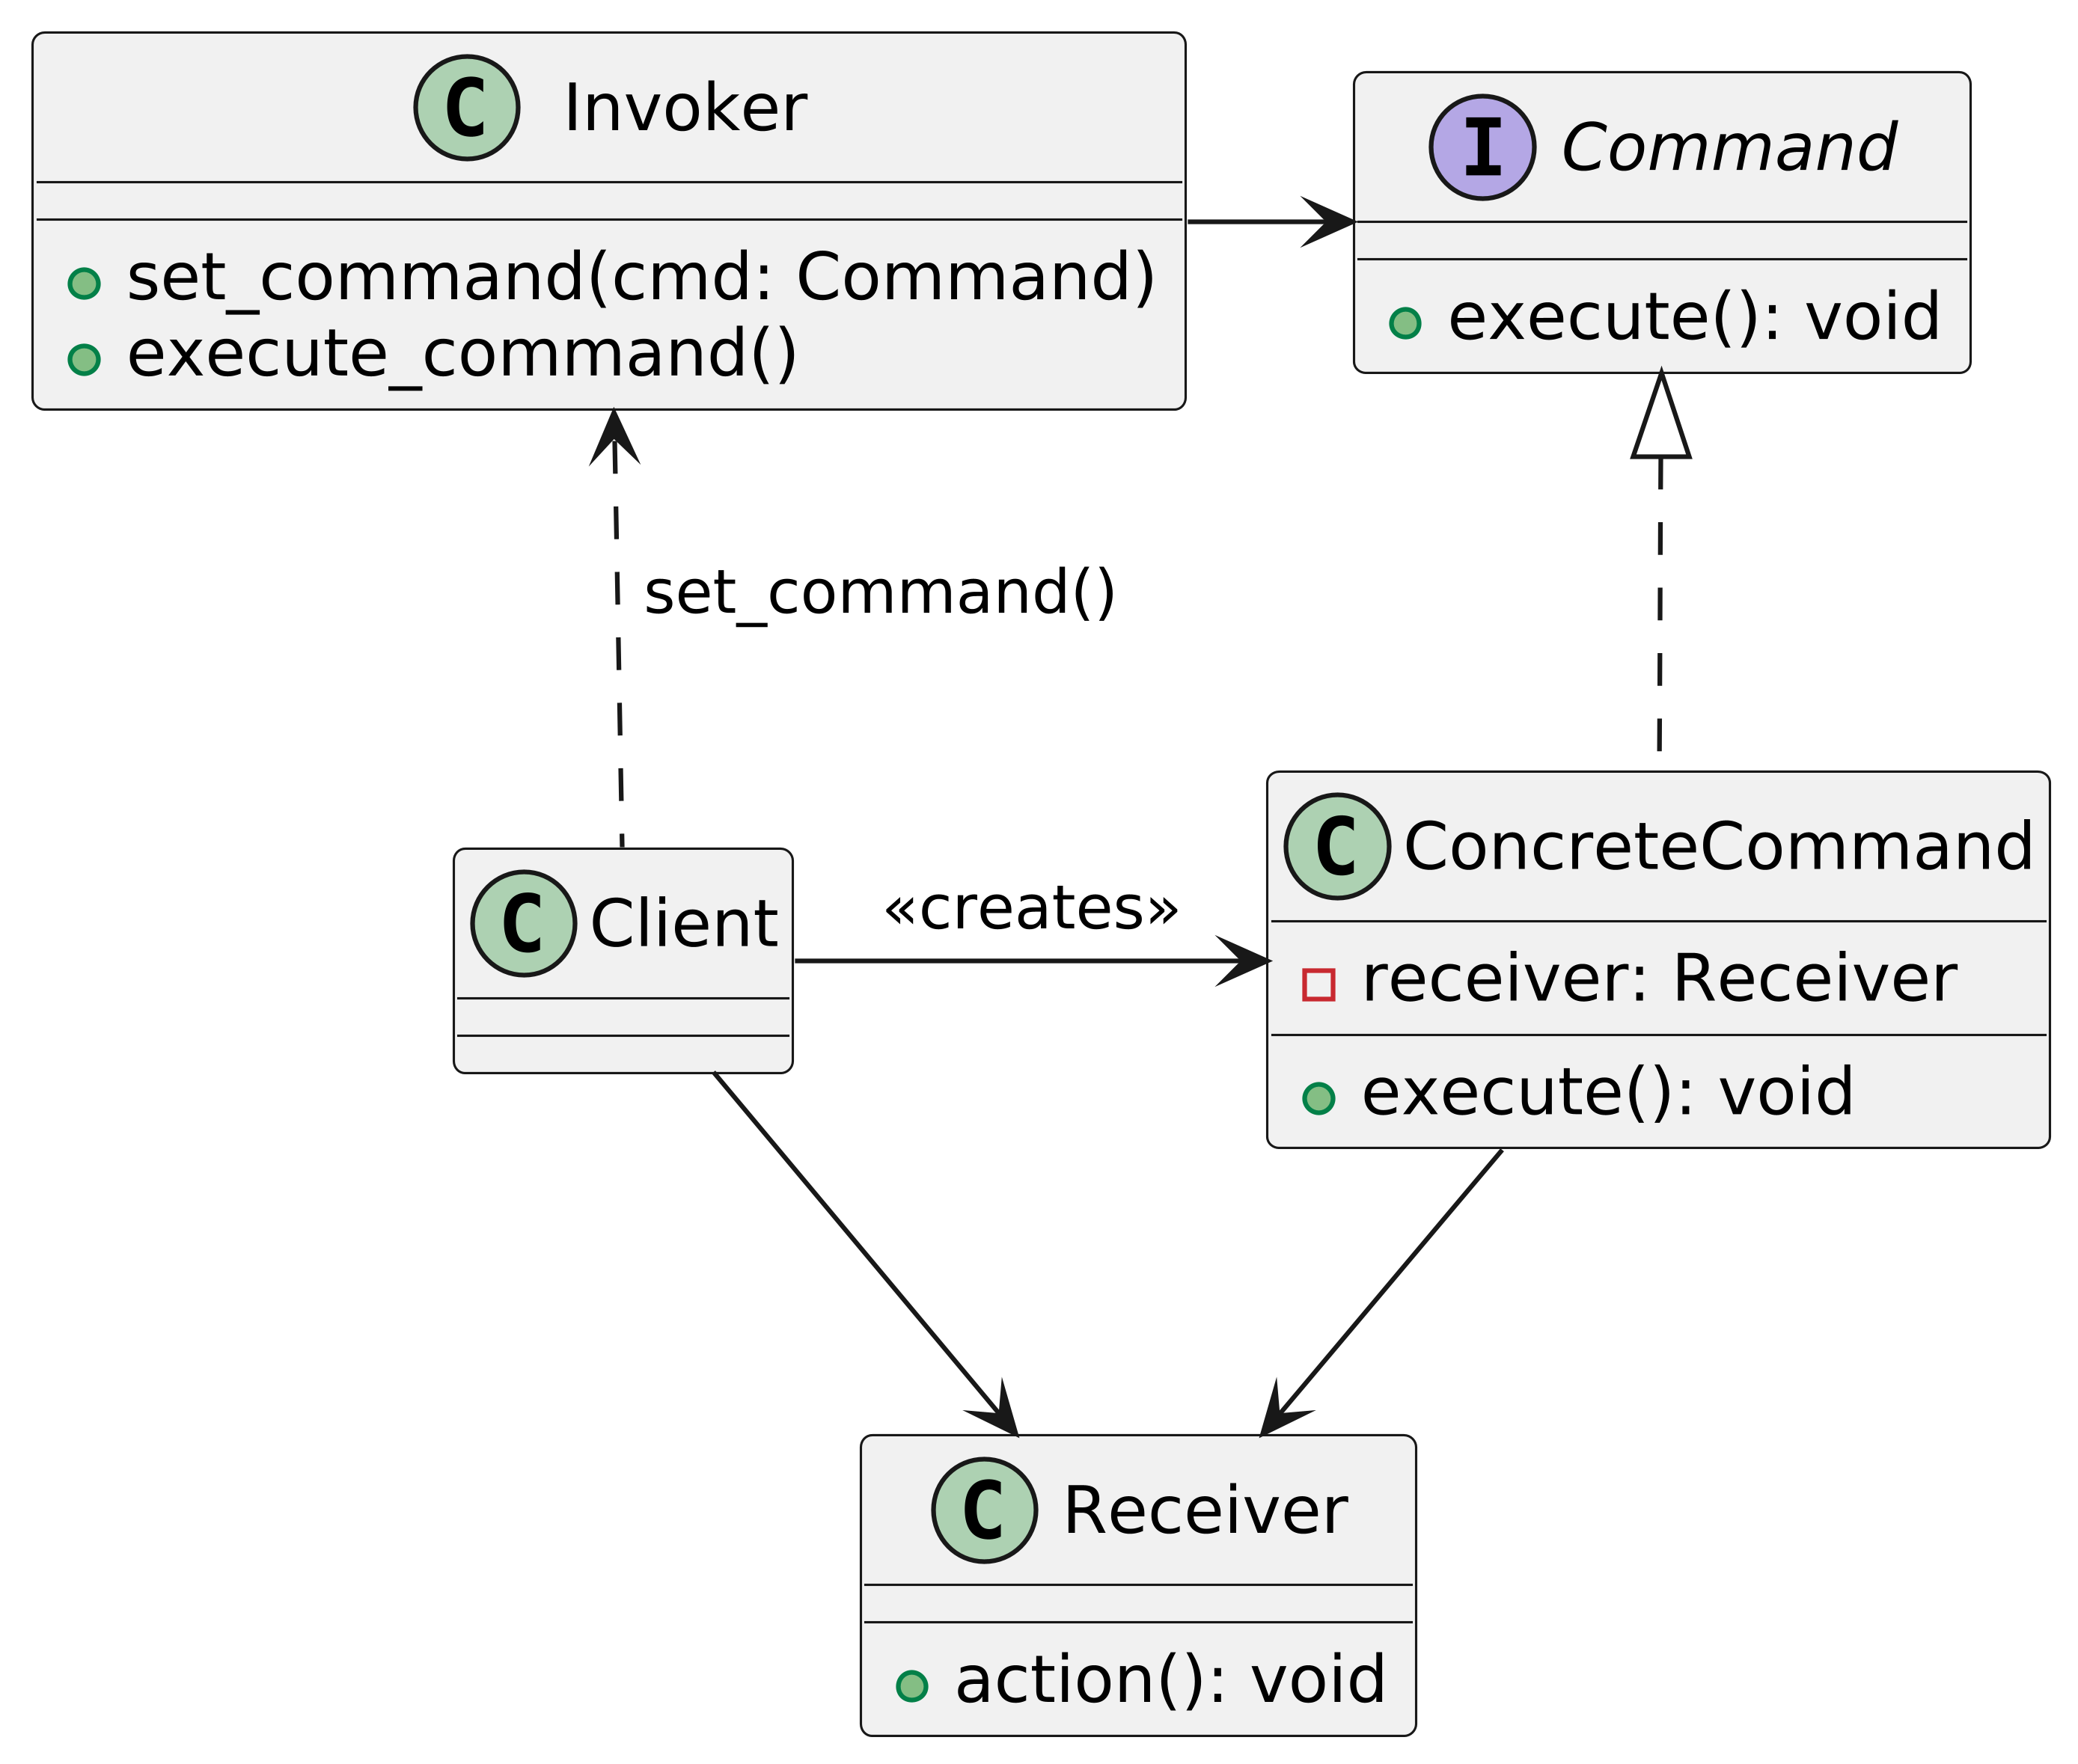 C Invoker
set_command(cmd: Command)
execute_command()
I Command
execute(): void
set_command()
C Client
«creates»
C ConcreteCommand
receiver: Receiver
execute(): void
C Receiver
action(): void